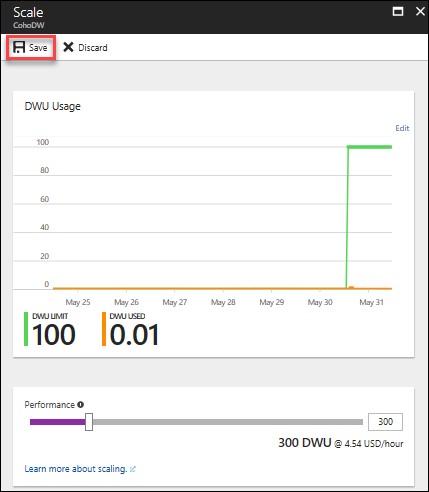 Scale
CohoDW
Save Discard
DWU Usage
Edit
100
80
60
40
20
0
May 25 May 26 May 27 May 28 May 29 May 30 May 31
DWU LIMIT DWU USED
100 0.01
Performance
300
300 DWU @ 4.54 USD/hour
Learn more about scaling.